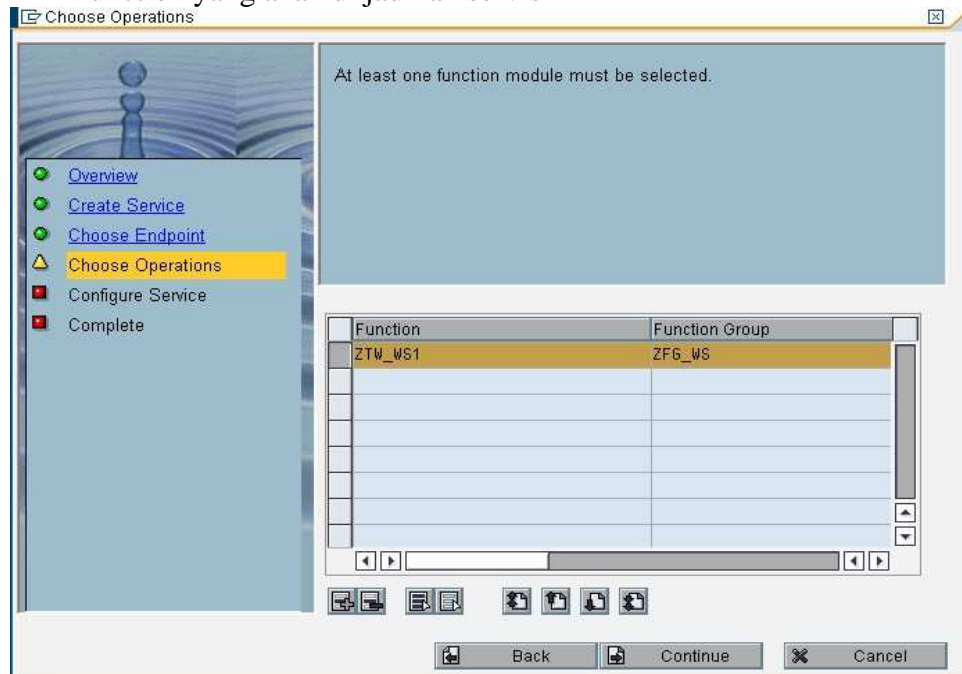 Choose Operations
At least one function module must be selected.
Overview
Create Service
Choose Endpoint
Choose Operations
Configure Service
Complete
Function Function Group
ZTW_WS1 ZFG_WS
Back Continue Cancel